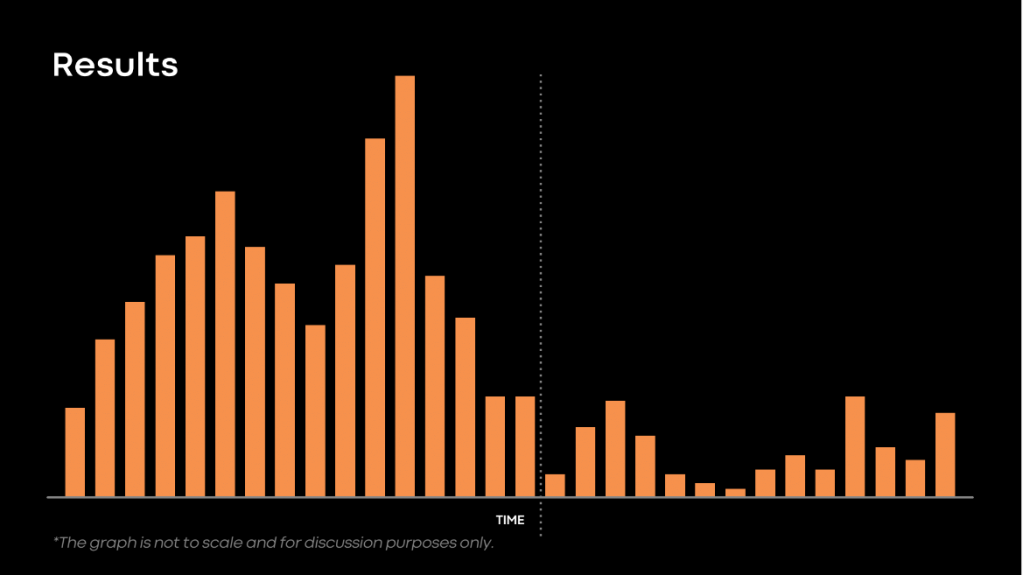 Results
TIME
*The graph is not to scale and for discussion purposes only.